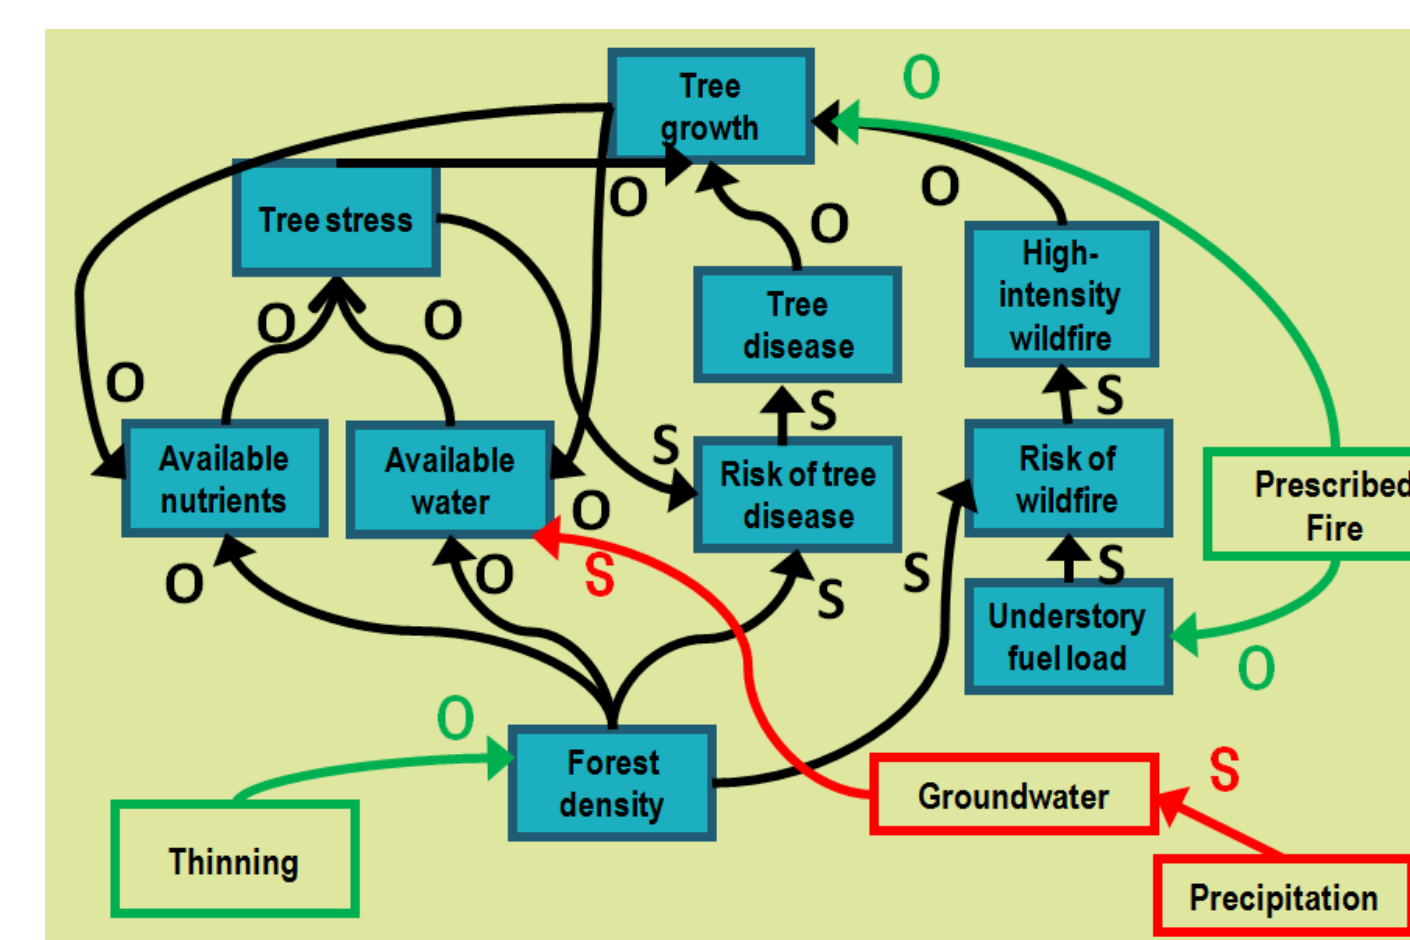 Tree
growth
O
O
O
Tree stress
O
High-
intensity
wildfire
Tree
disease
O
O
O
S
S
S
Available
nutrients
Available
water
Risk of tree
disease
Risk of
wildfire
Prescribed
Fire
O
O
O
S
S
S
S
Understory
fuel load
O
O
Forest
density
S
Groundwater
Thinning
Precipitation